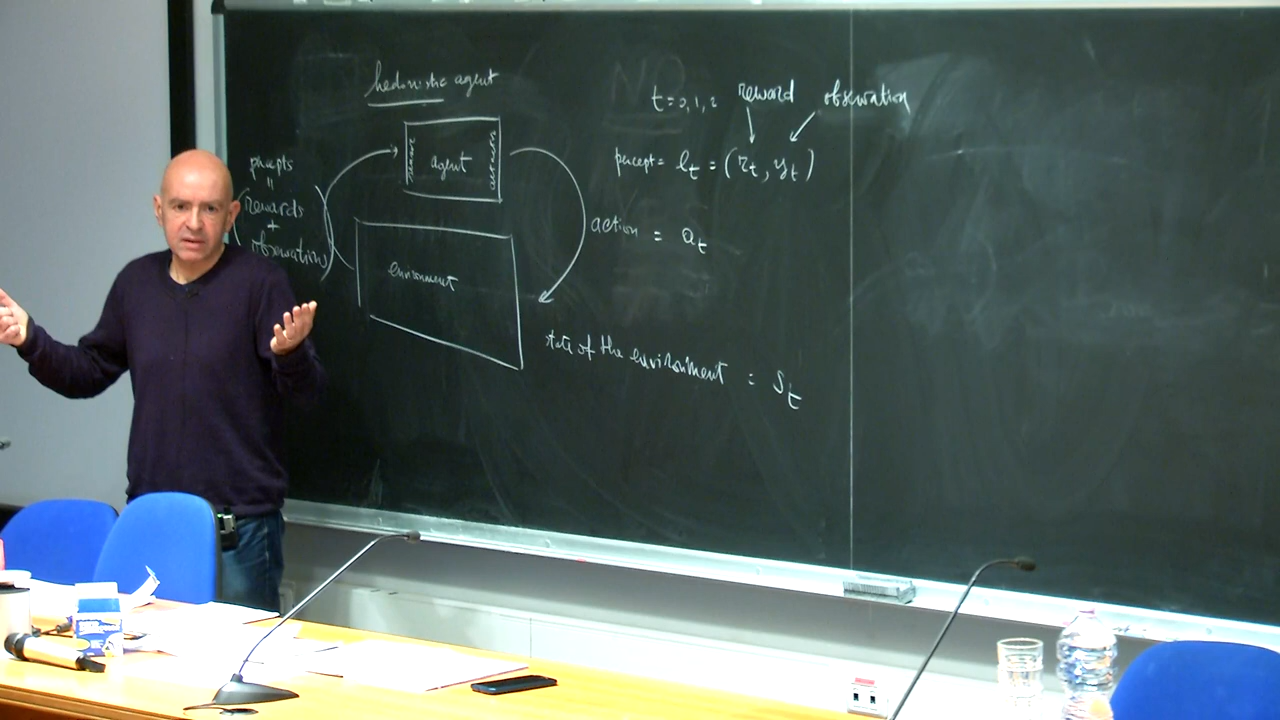 hedonistic agent
agent
percepts
"
rewards
+
observations
environment
t = 0, 1, 2
reward
observation
percept = e_t = (r_t, y_t)
action = a_t
state of the environment : s_t